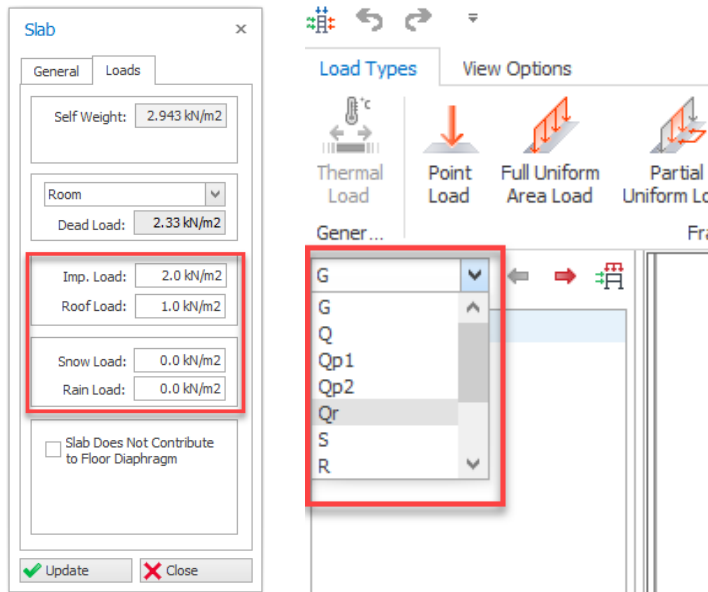 Slab
General Loads
Self Weight: 2.943 kN/m2
Room
Dead Load: 2.33 kN/m2
Imp. Load: 2.0 kN/m2
Roof Load: 1.0 kN/m2
Snow Load: 0.0 kN/m2
Rain Load: 0.0 kN/m2
Slab Does Not Contribute
to Floor Diaphragm
Update Close
Load Types View Options
°C
Thermal
Load
Point
Load
Full Uniform
Area Load
Partial
Uniform Lo
Gener...
Fra
G
G
Q
Qp1
Qp2
Qr
S
R